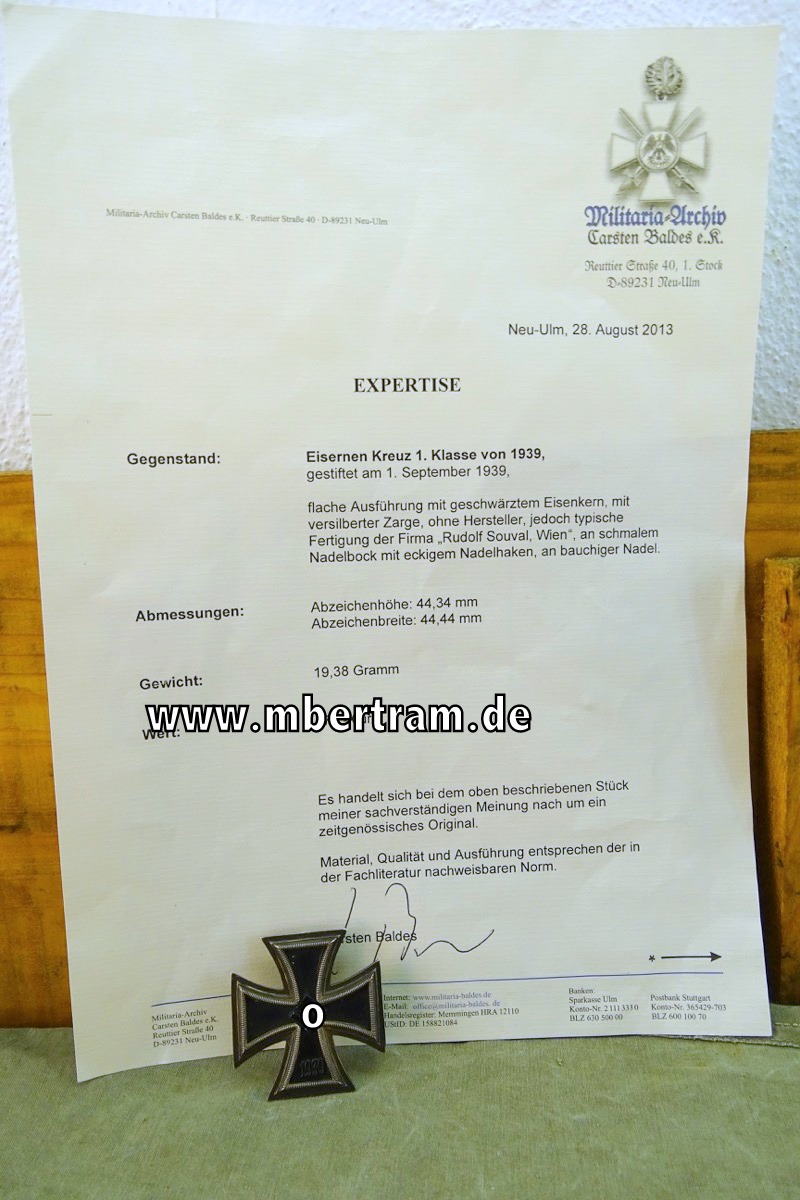 Militaria-Archiv
Carsten Baldes e.K.
Reuttier Straße 40, 1. Stock
D-89231 Neu-Ulm
Militaria-Archiv Carsten Baldes e.K. · Reuttier Straße 40 · D-89231 Neu-Ulm
Neu-Ulm, 28. August 2013
EXPERTISE
Gegenstand: Eisernen Kreuz 1. Klasse von 1939,
gestiftet am 1. September 1939,
flache Ausführung mit geschwärztem Eisenkern, mit
versilberter Zarge, ohne Hersteller, jedoch typische
Fertigung der Firma „Rudolf Souval, Wien“, an schmalem
Nadelbock mit eckigem Nadelhaken, an bauchiger Nadel.
Abmessungen: Abzeichenhöhe: 44,34 mm
Abzeichenbreite: 44,44 mm
Gewicht: 19,38 Gramm
www.mbertram.de
Wert:
Es handelt sich bei dem oben beschriebenen Stück
meiner sachverständigen Meinung nach um ein
zeitgenössisches Original.
Material, Qualität und Ausführung entsprechen der in
der Fachliteratur nachweisbaren Norm.
rsten Baldes
* 
Militaria-Archiv
Carsten Baldes e.K.
Reuttier Straße 40
D-89231 Neu-Ulm
Internet: www.militaria-baldes.de
E-Mail: office@militaria-baldes.de
Handelsregister: Memmingen HRA 12110
UStID: DE 158821084
Banken:
Sparkasse Ulm
Konto-Nr. 2 111 333 0
BLZ 630 500 00
Postbank Stuttgart
Konto-Nr. 365429-703
BLZ 600 100 70
o
1939